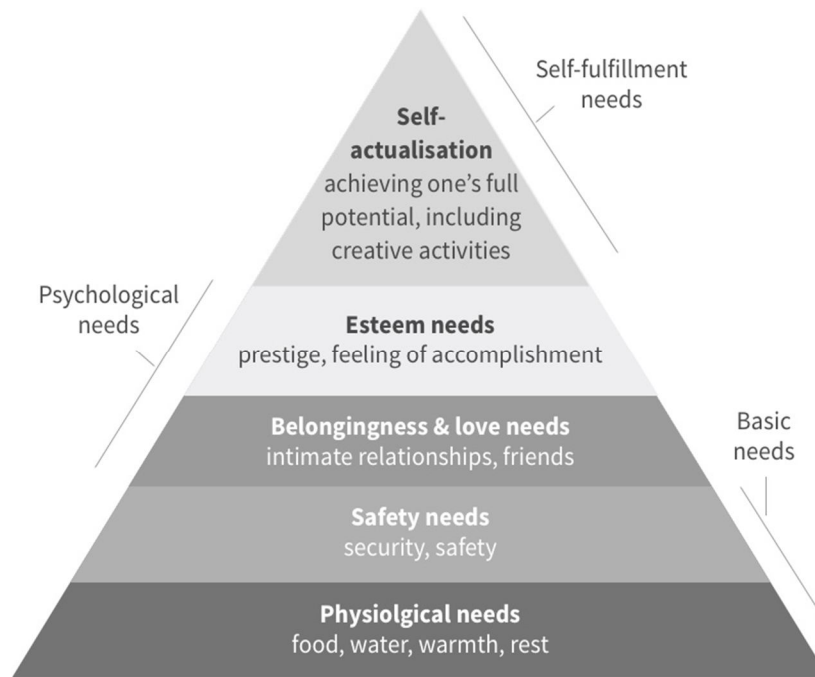 Self-fulfillment
needs
Self-
actualisation
achieving one's full
potential, including
creative activities
Psychological
needs
Esteem needs
prestige, feeling of accomplishment
Belongingness & love needs
intimate relationships, friends
Basic
needs
Safety needs
security, safety
Physiolgical needs
food, water, warmth, rest